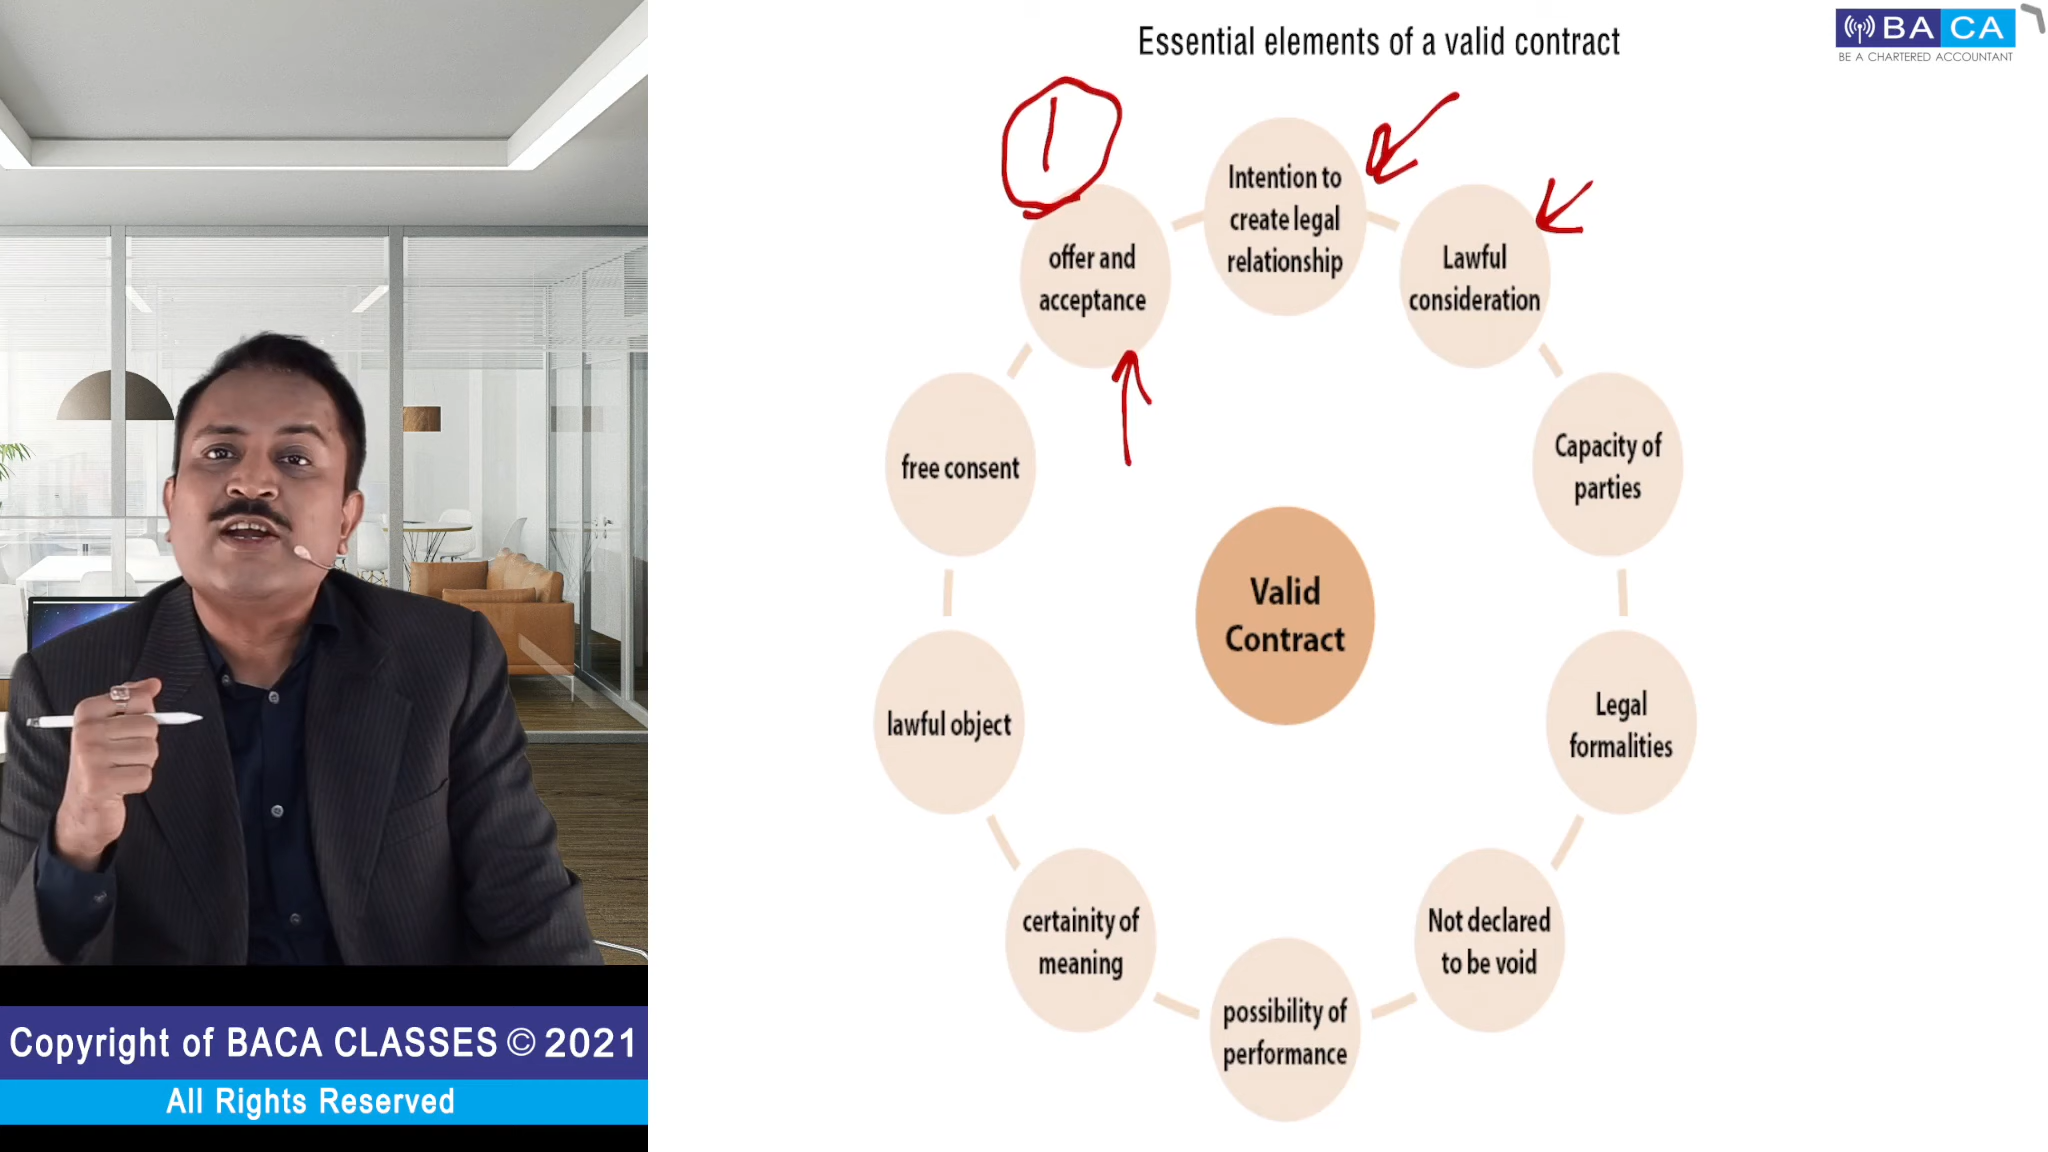 Essential elements of a valid contract
BACA
BE A CHARTERED ACCOUNTANT
1
Intention to
create legal
relationship
offer and
acceptance
Lawful
consideration
free consent
Capacity of
parties
Valid
Contract
lawful object
Legal
formalities
certainity of
meaning
Not declared
to be void
possibility of
performance
Copyright of BACA CLASSES © 2021
All Rights Reserved